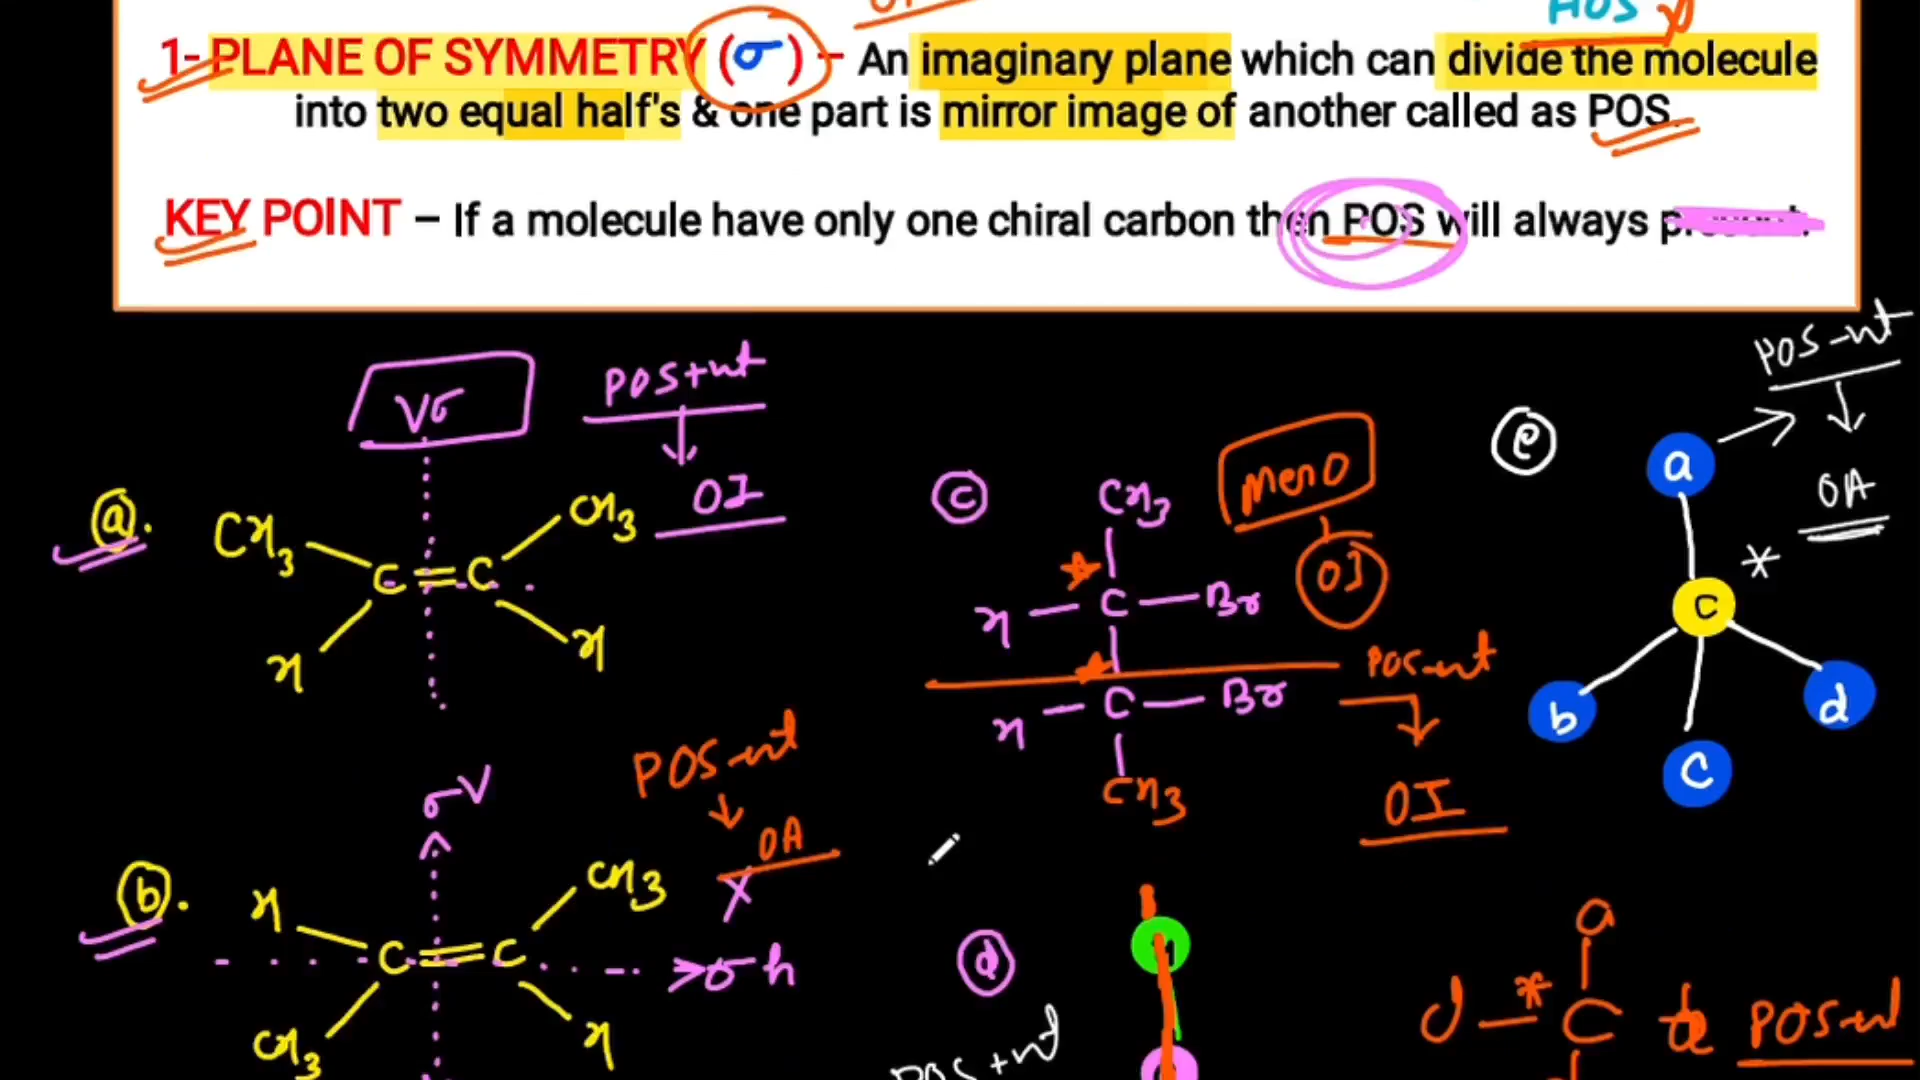 AOS
1- PLANE OF SYMMETRY (σ) – An imaginary plane which can divide the molecule
into two equal half's & one part is mirror image of another called as POS.
KEY POINT – If a molecule have only one chiral carbon then POS will always
Vσ
POS+nt
OI
a.
CH3
CH3
C=C
H
H
c
CH3
Meso
OI
H — C — Br
POS-nt
H — C — Br
CH3
OI
e
POS-nt
OA
a
*
C
b
C
d
σV
POS-nt
OA
X
b.
H
CH3
C=C
σh
CH3
H
d
POS+nt
a
*
C
POS-nt